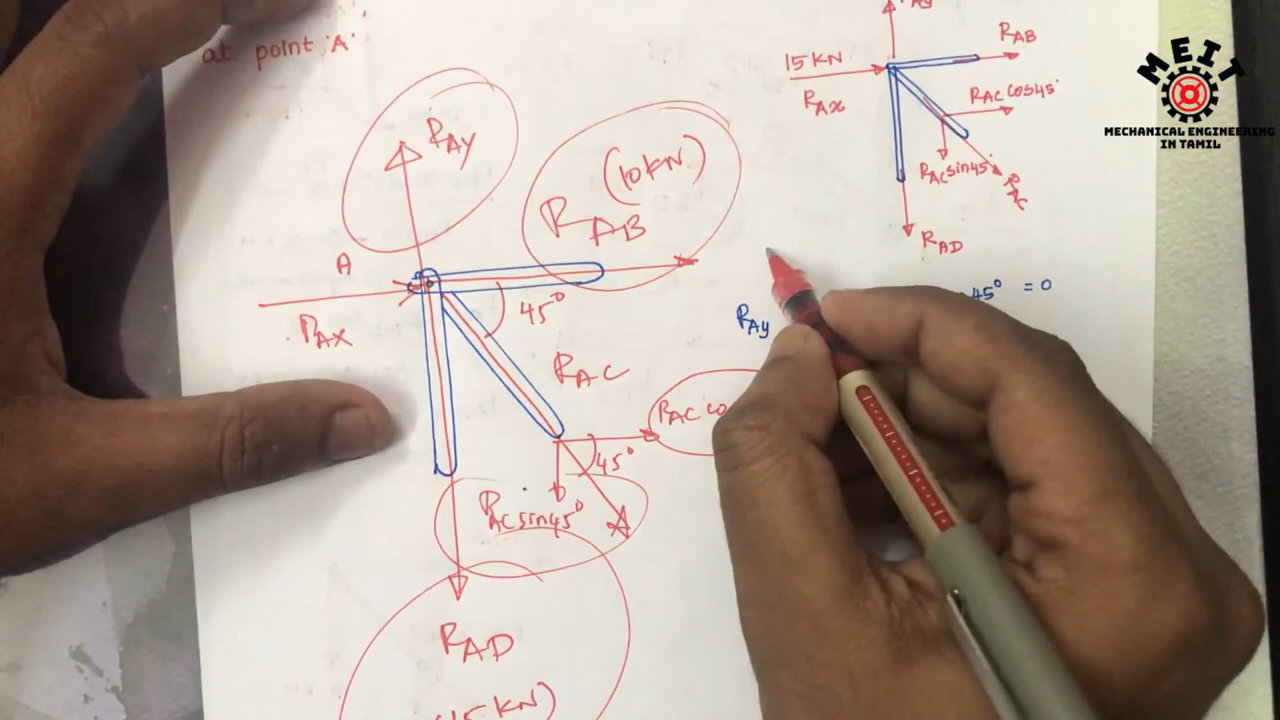 at point 'A'
RAY
(10KN)
RAB
A
RAX
45°
RAC
RAC co
45°
RAC sin45°
RAD
(15 KN)
15KN
RAX
RAB
RAC COS45°
RAC sin45°
RAC
RAD
RAy
45° = 0
MEIT
MECHANICAL ENGINEERING
IN TAMIL